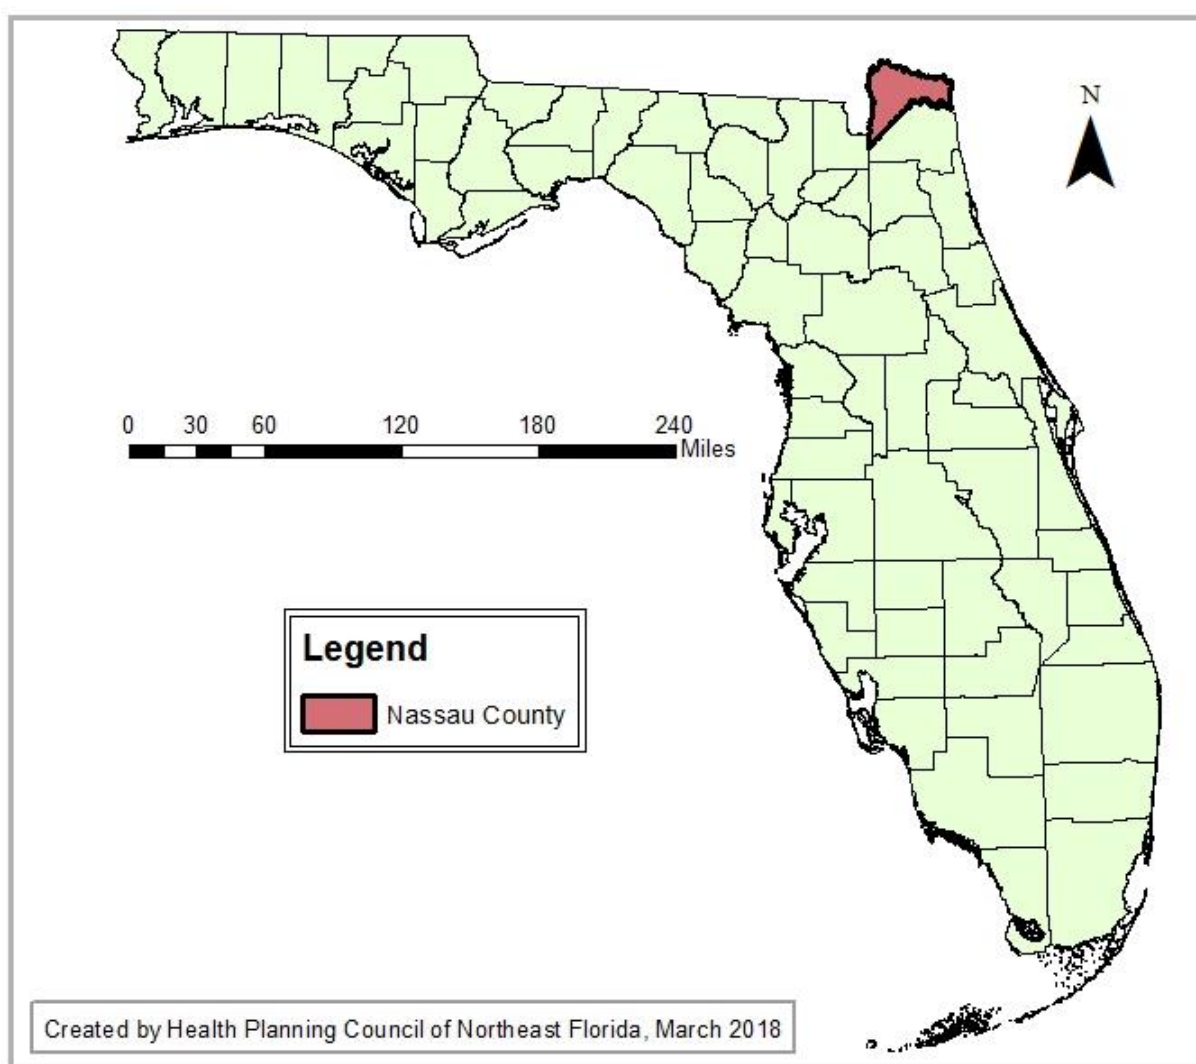 N
0 30 60 120 180 240
Miles
Legend
Nassau County
Created by Health Planning Council of Northeast Florida, March 2018